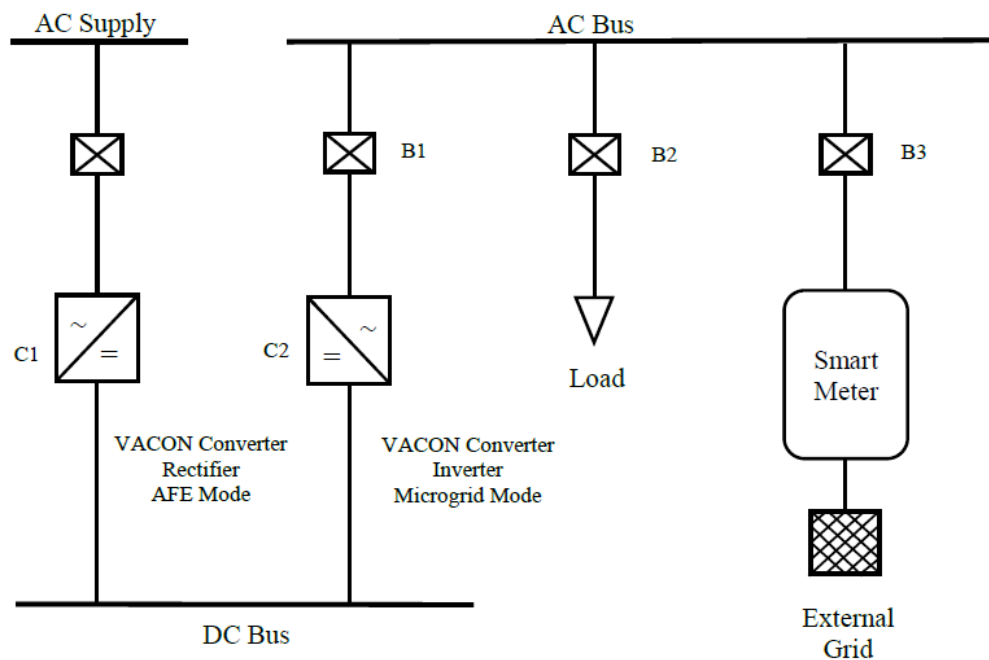 AC Supply
AC Bus
B1
B2
B3
~
=
C1
~
=
C2
Load
Smart
Meter
VACON Converter
Rectifier
AFE Mode
VACON Converter
Inverter
Microgrid Mode
External
Grid
DC Bus